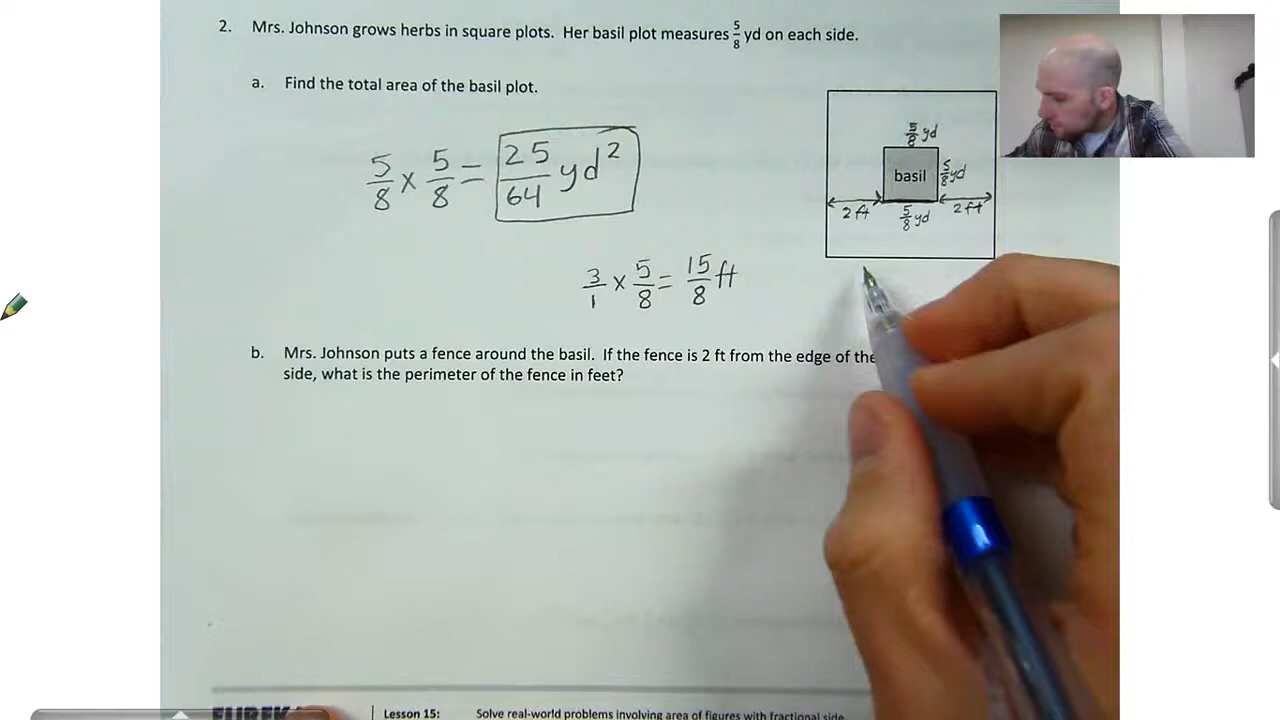 2. Mrs. Johnson grows herbs in square plots. Her basil plot measures 5/8 yd on each side.
a. Find the total area of the basil plot.
5/8 × 5/8 = 25/64 yd²
5/8 yd
basil
5/8 yd
2 ft
5/8 yd
2 ft
3/1 × 5/8 = 15/8 ft
b. Mrs. Johnson puts a fence around the basil. If the fence is 2 ft from the edge of the
side, what is the perimeter of the fence in feet?
Lesson 15: Solve real-world problems involving area of figures with fractional side